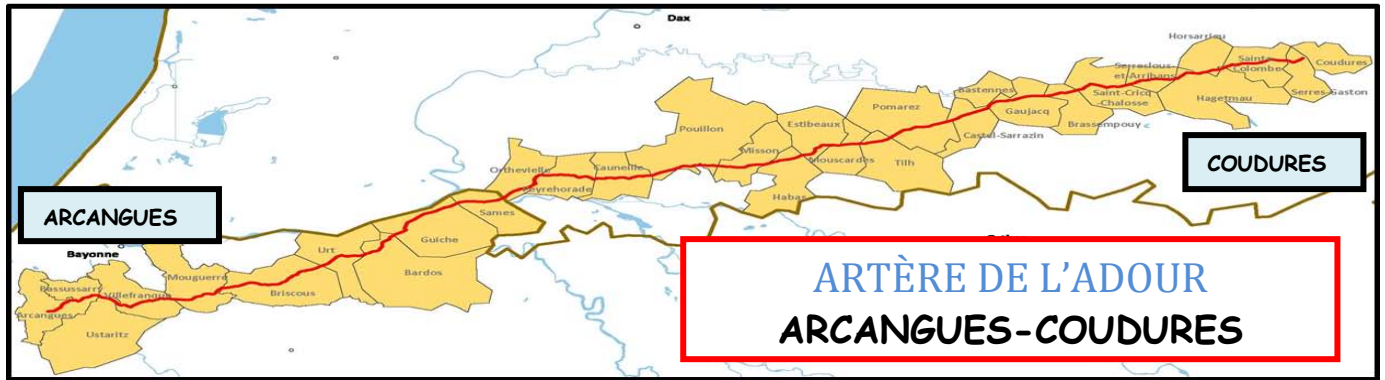 Dax
Horsarrieu
Sainte
Colombe
Coudures
Serreslous
et-Arribans
Bastennes
Saint-Cricq
-Chalosse
Hagetmau
Serres-Gaston
Pomarez
Gaujacq
Brassempouy
Castel-Sarrazin
Estibeaux
Pouillon
Misson
Mouscardès
Tilh
Habas
Orthevielle
Cauneille
Peyrehorade
Sames
Guiche
Urt
Bardos
Briscous
Mouguerre
Bayonne
Bassussarry
Villefranque
Arcangues
Ustaritz
ARCANGUES
COUDURES
ARTÈRE DE L’ADOUR
ARCANGUES-COUDURES